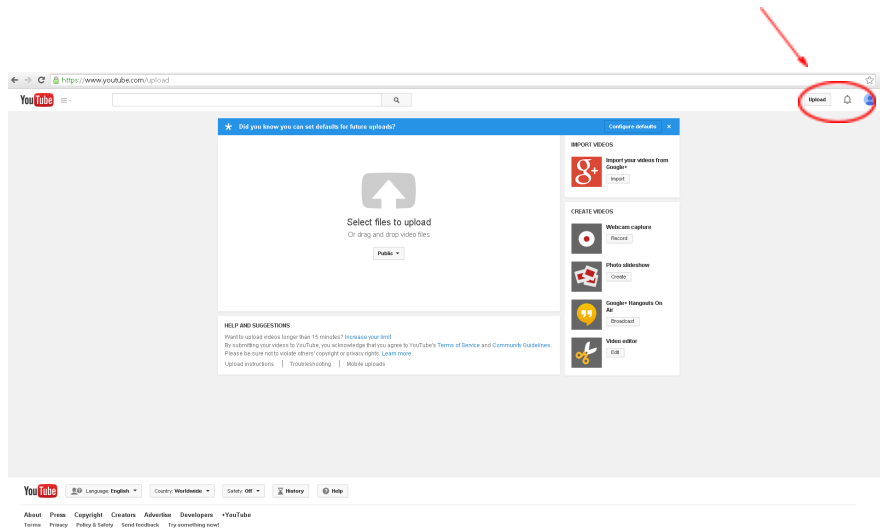 https://www.youtube.com/upload
YouTube
Upload
Did you know you can set defaults for future uploads?
Configure defaults ×
Select files to upload
Or drag and drop video files
Public
IMPORT VIDEOS
Import your videos from
Google+
g+
Import
CREATE VIDEOS
Webcam capture
Record
Photo slideshow
Create
Google+ Hangouts On
Air
Broadcast
Video editor
Edit
HELP AND SUGGESTIONS
Want to upload videos longer than 15 minutes? Increase your limit
By submitting your videos to YouTube, you acknowledge that you agree to YouTube's Terms of Service and Community Guidelines.
Please be sure not to violate others' copyright or privacy rights. Learn more
Upload instructions | Troubleshooting | Mobile uploads
YouTube Language: English Country: Worldwide Safety: Off History Help
About Press Copyright Creators Advertise Developers +YouTube
Terms Privacy Policy & Safety Send feedback Try something new!